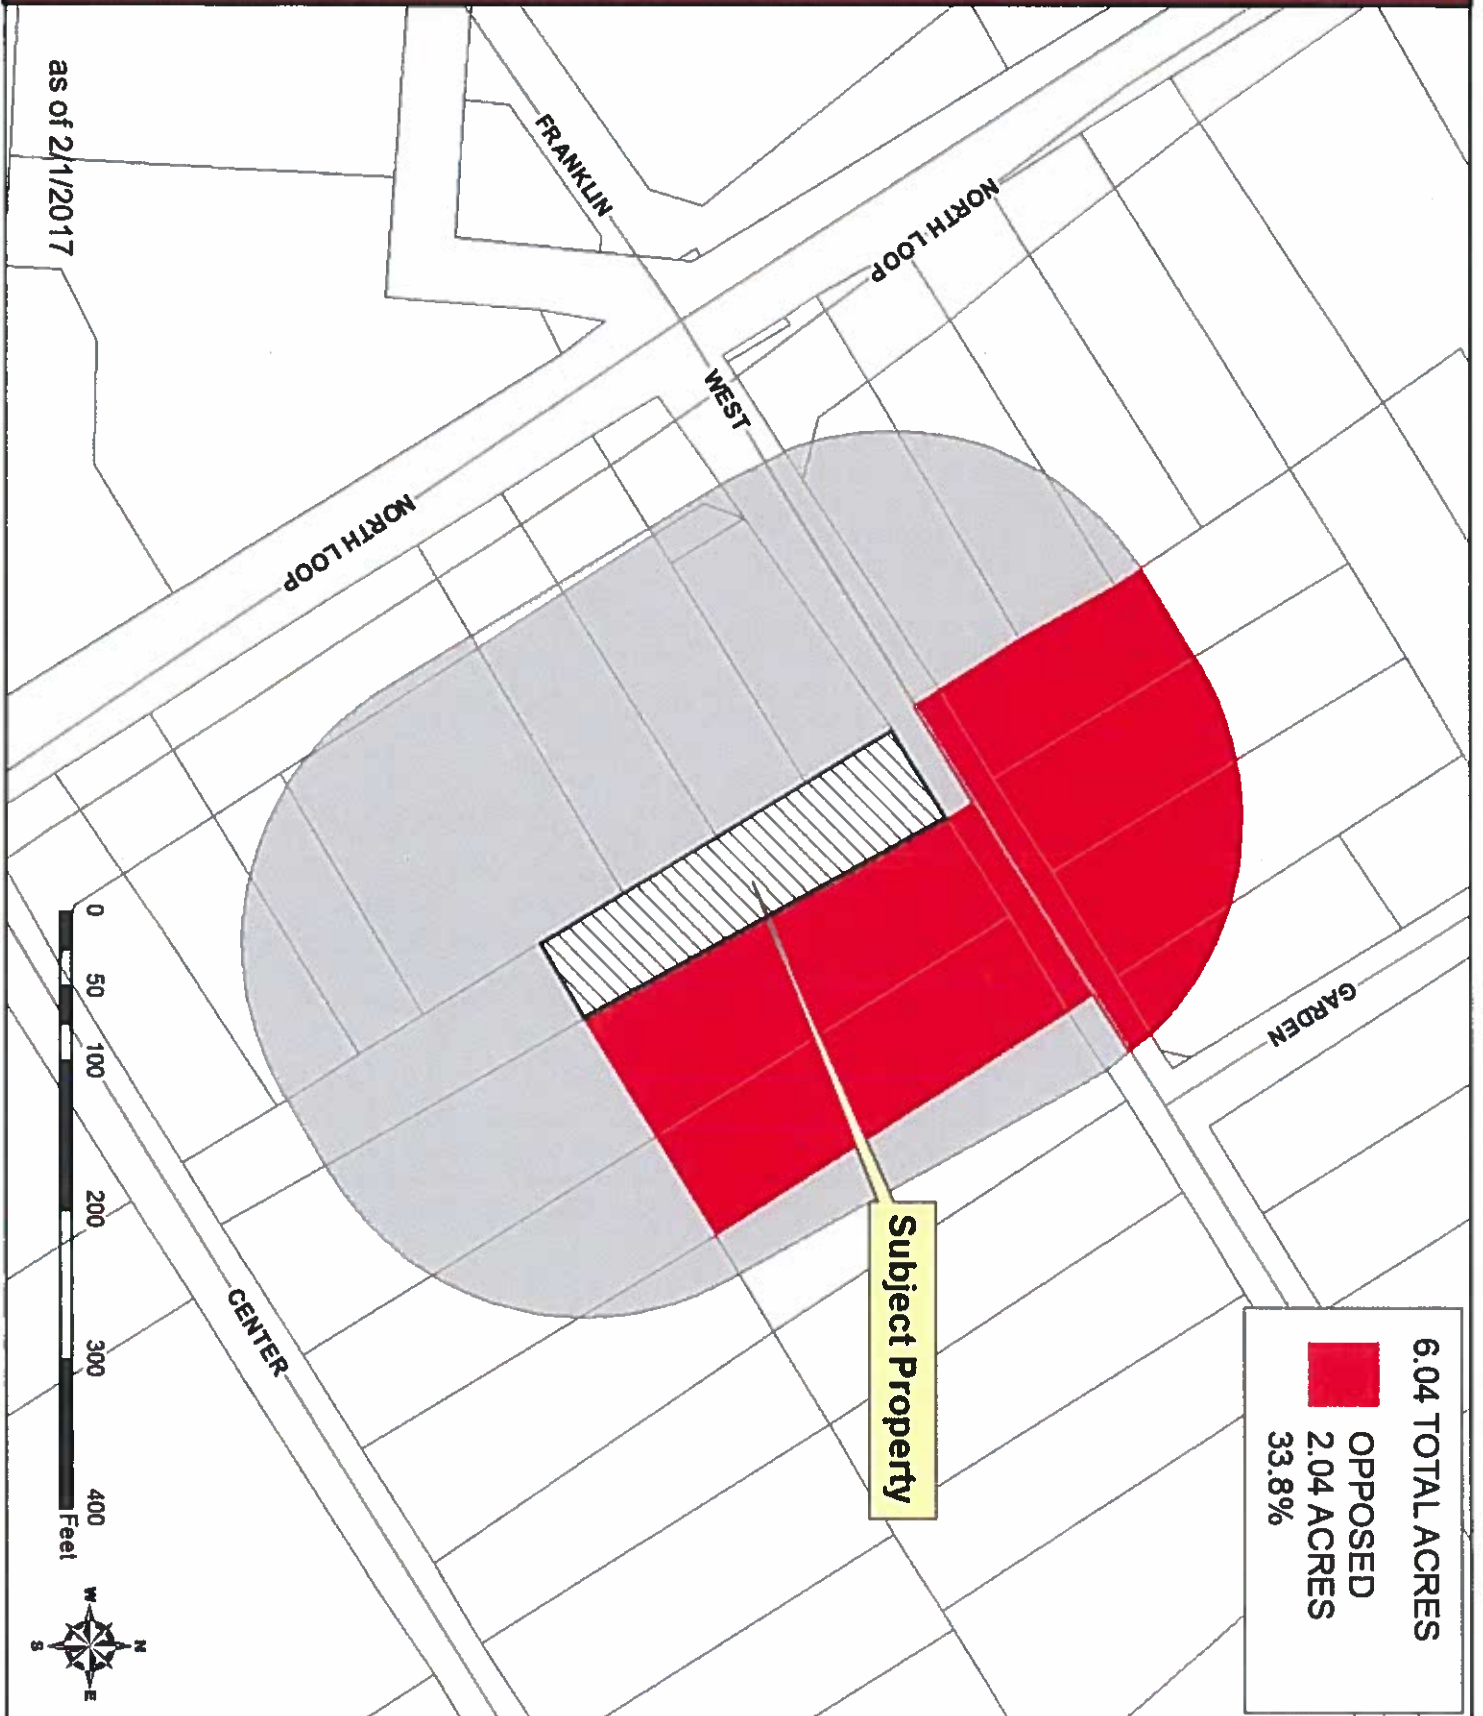 6.04 TOTAL ACRES
OPPOSED
2.04 ACRES
33.8%
GARDEN
NORTH LOOP
Subject Property
WEST
FRANKLIN
NORTH LOOP
CENTER
as of 2/1/2017
0 50 100 200 300 400
Feet
N
W E
S